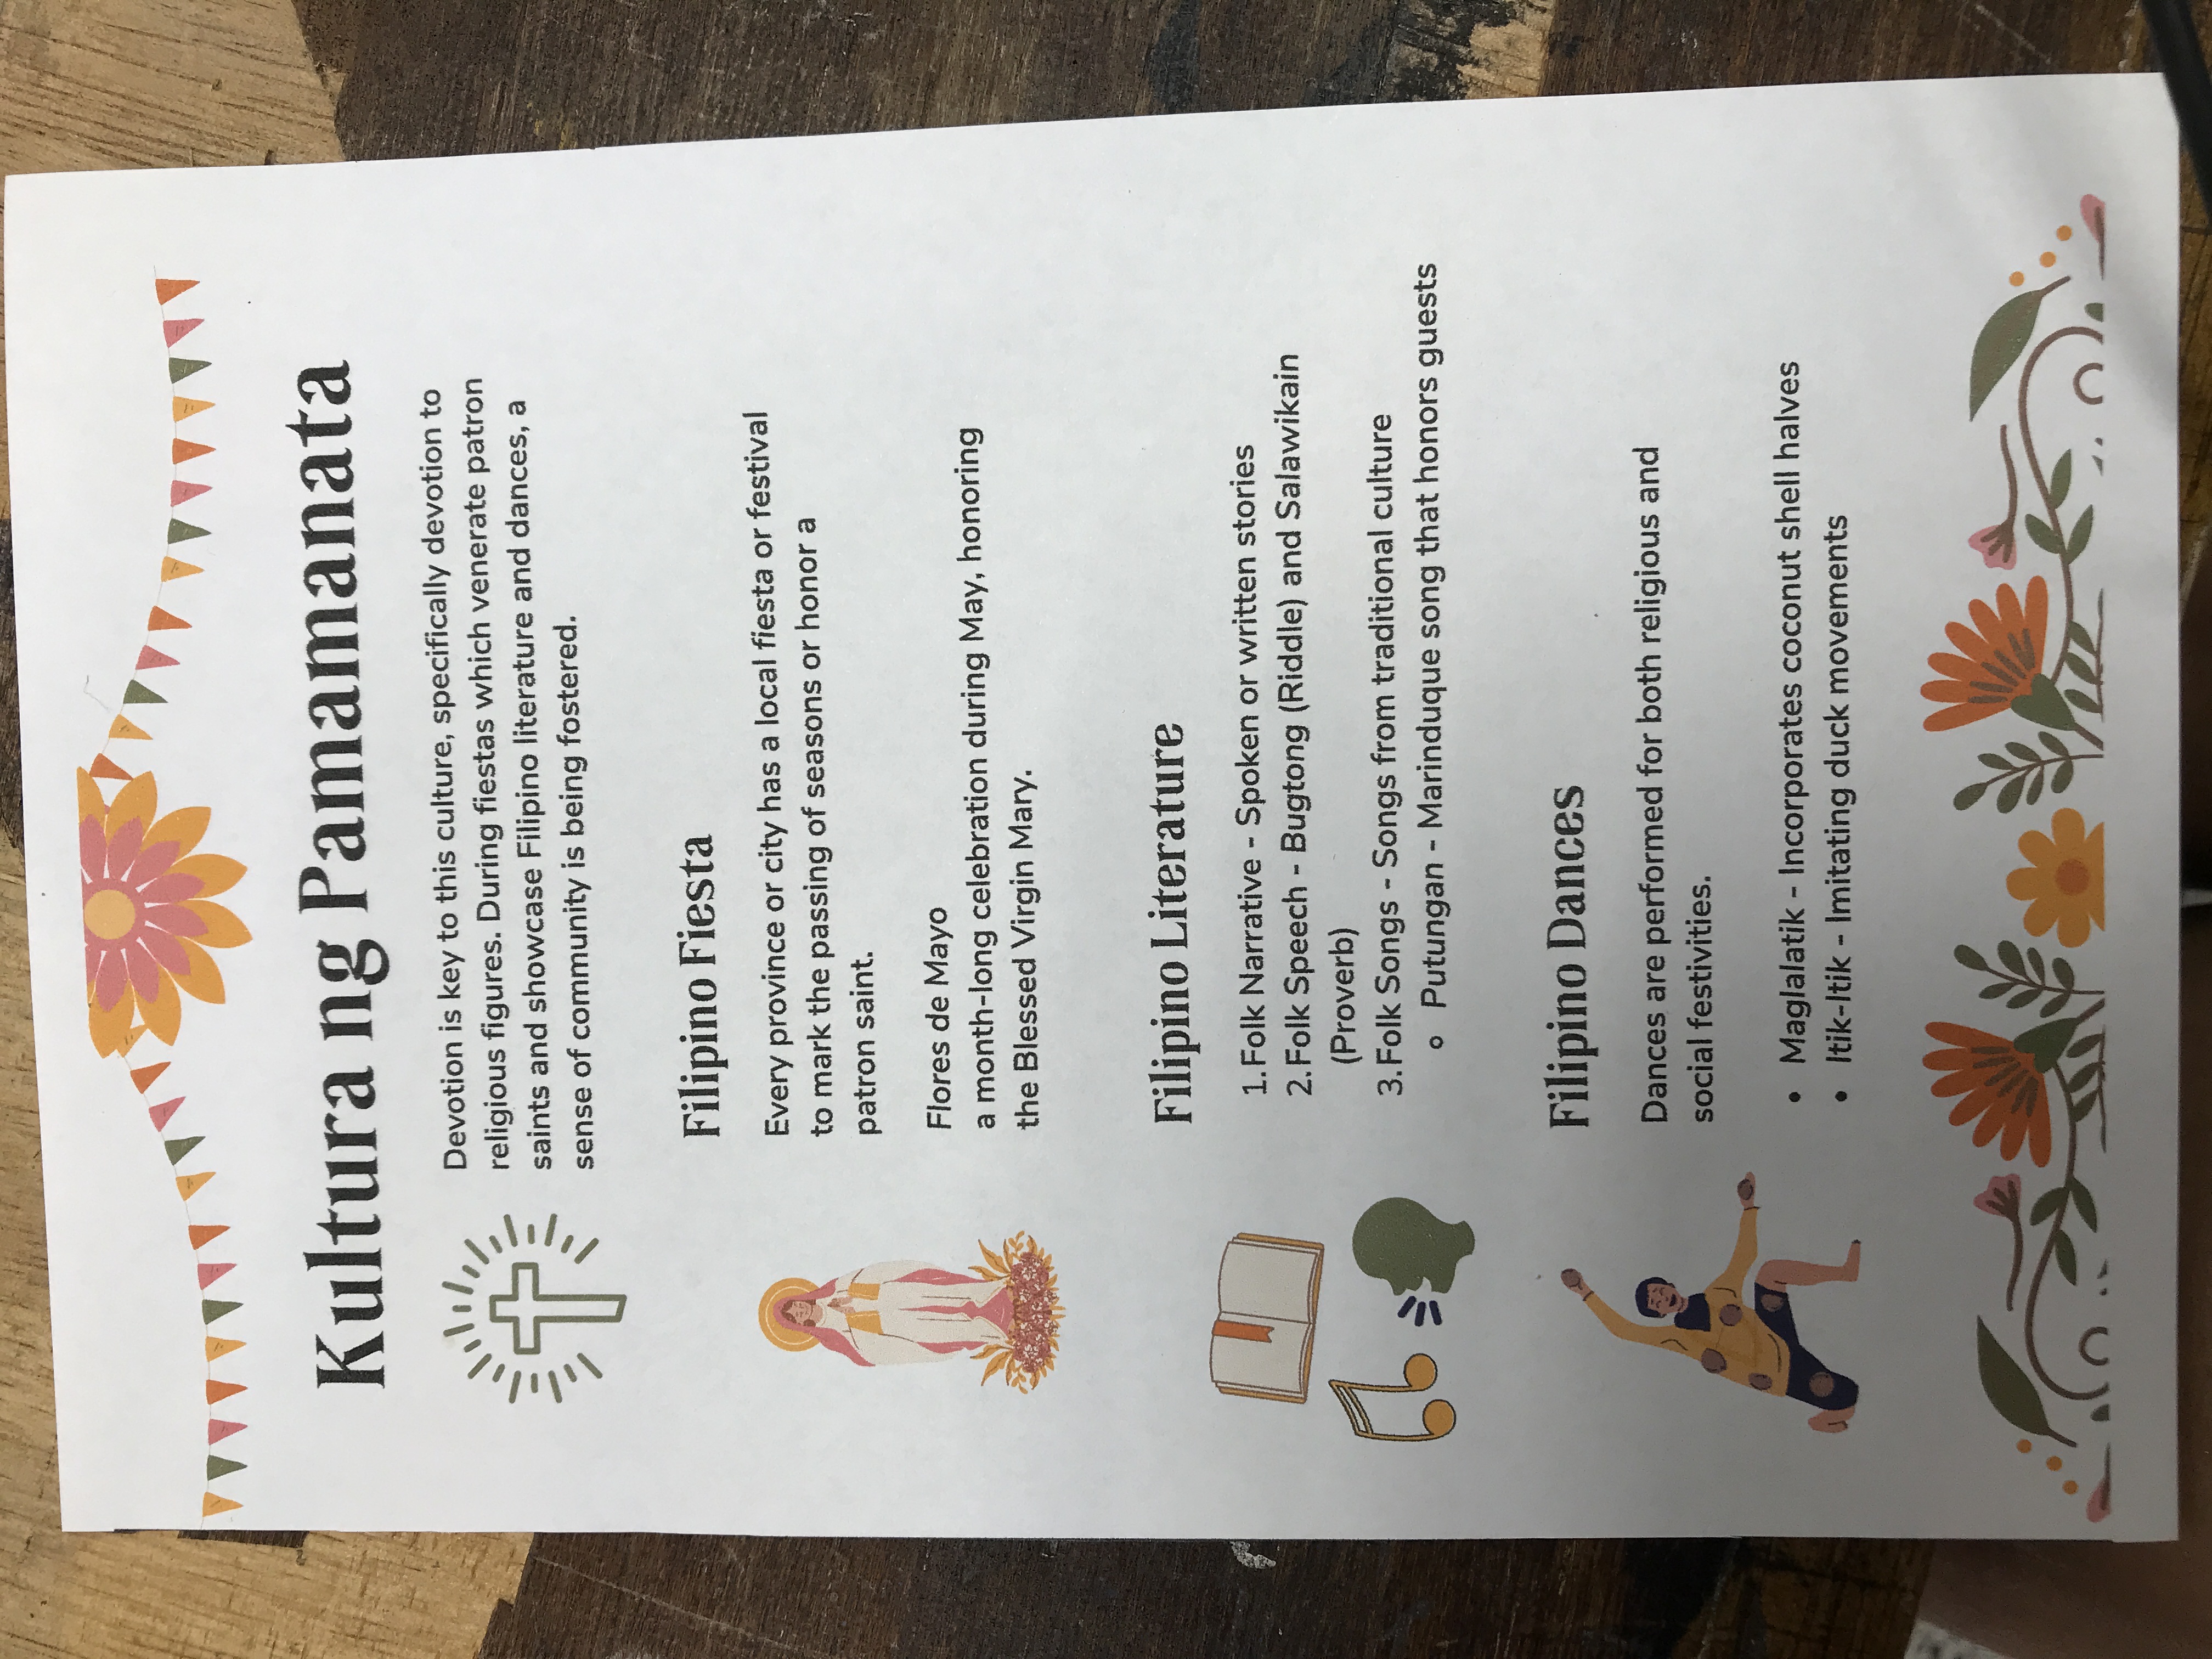 Kultura ng Pamamanata
Devotion is key to this culture, specifically devotion to
religious figures. During fiestas which venerate patron
saints and showcase Filipino literature and dances, a
sense of community is being fostered.
Filipino Fiesta
Every province or city has a local fiesta or festival
to mark the passing of seasons or honor a
patron saint.
Flores de Mayo
a month-long celebration during May, honoring
the Blessed Virgin Mary.
Filipino Literature
1. Folk Narrative - Spoken or written stories
2. Folk Speech - Bugtong (Riddle) and Salawikain
(Proverb)
3. Folk Songs - Songs from traditional culture
○ Putungan - Marinduque song that honors guests
Filipino Dances
Dances are performed for both religious and
social festivities.
• Maglalatik - Incorporates coconut shell halves
• Itik-Itik - Imitating duck movements